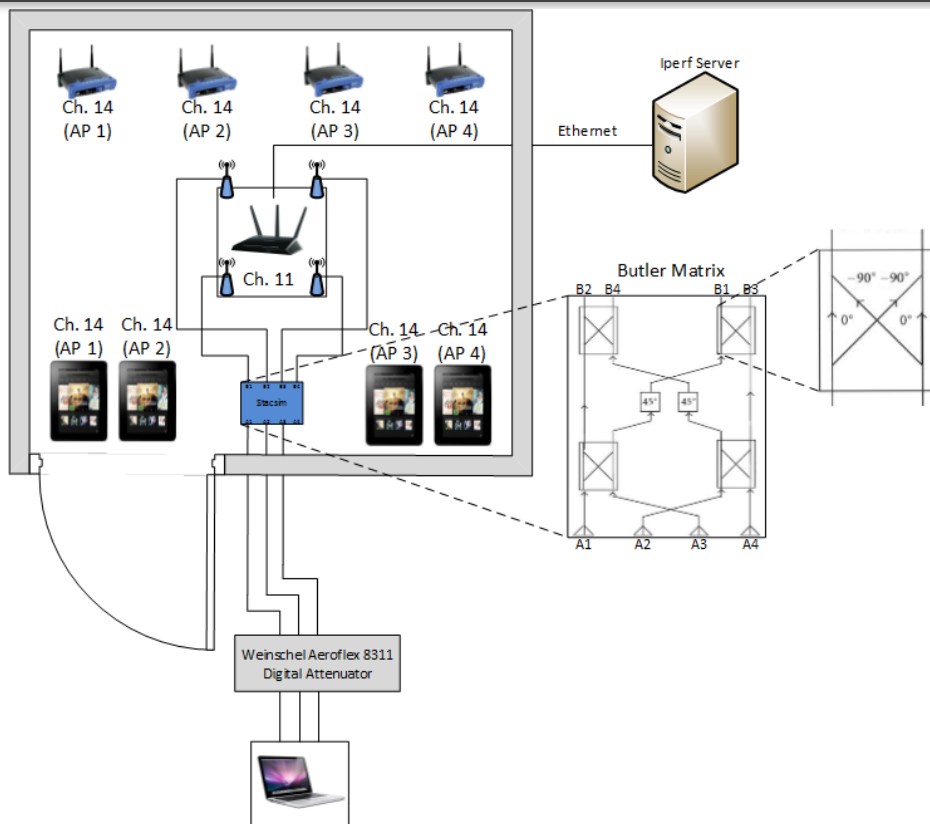 Iperf Server
Ch. 14
(AP 1)
Ch. 14
(AP 2)
Ch. 14
(AP 3)
Ch. 14
(AP 4)
Ethernet
Ch. 11
Butler Matrix
B2 B4 B1 B3
-90° -90°
0° 0°
Ch. 14
(AP 1)
Ch. 14
(AP 2)
Ch. 14
(AP 3)
Ch. 14
(AP 4)
Stacsim
45° 45°
A1 A2 A3 A4
Weinschel Aeroflex 8311
Digital Attenuator